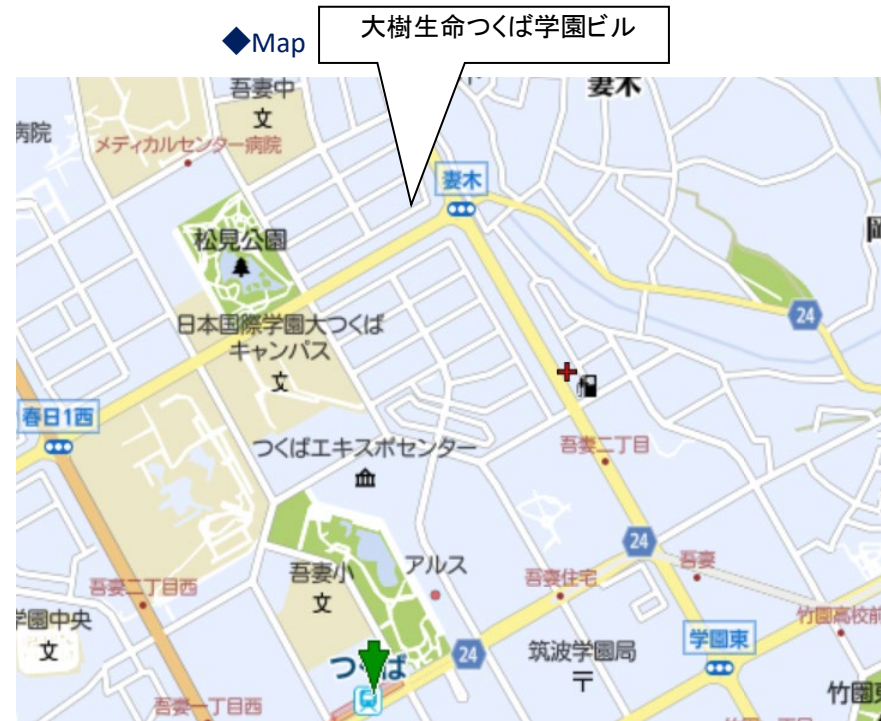 ◆Map
大樹生命つくば学園ビル
吾妻中
文
妻木
病院
メディカルセンター病院
妻木
松見公園
岡
24
日本国際学園大つくば
キャンパス
文
春日1西
つくばエキスポセンター
吾妻二丁目
24
吾妻小
文
アルス
吾妻住宅
吾妻
吾妻二丁目西
学園中央
文
竹園高校前
つくば
24
筑波学園局
〒
学園東
吾妻一丁目西
竹園東